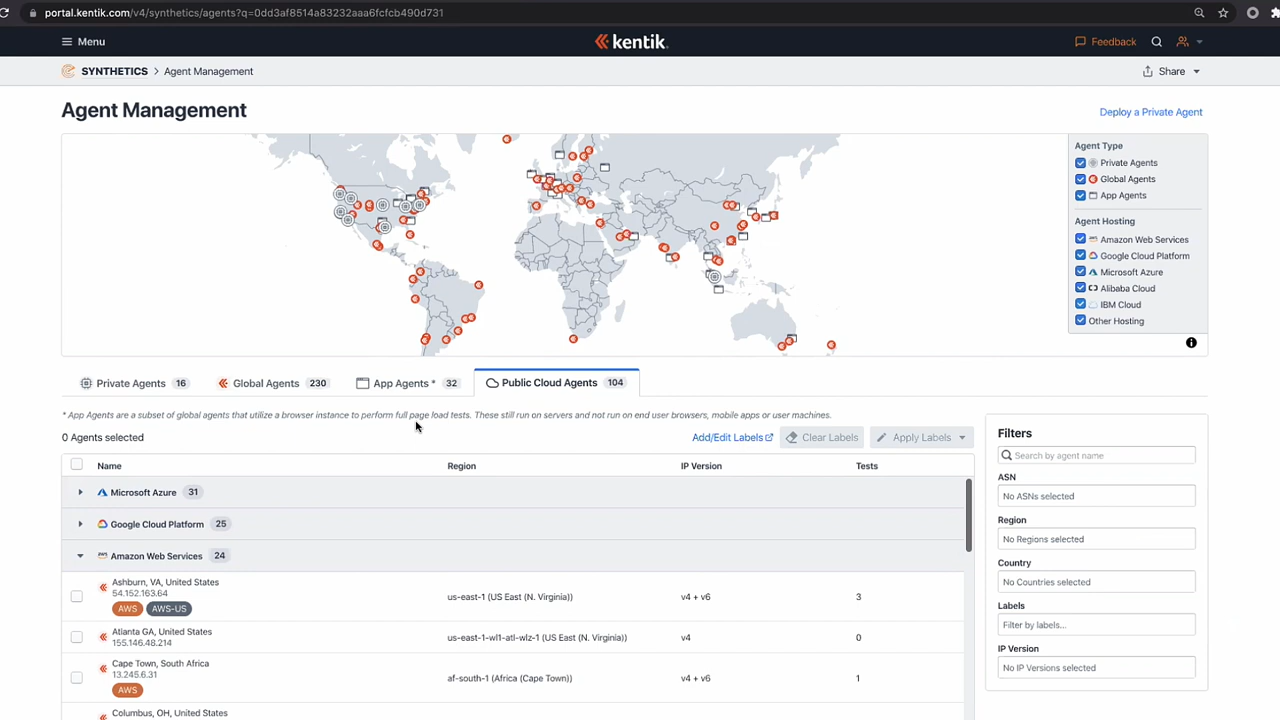 portal.kentik.com/v4/synthetics/agents?q=0dd3af8514a83232aaa6fcfcb490d731
Menu
kentik
Feedback
SYNTHETICS > Agent Management
Share
Agent Management
Deploy a Private Agent
Agent Type
Private Agents
Global Agents
App Agents
Agent Hosting
Amazon Web Services
Google Cloud Platform
Microsoft Azure
Alibaba Cloud
IBM Cloud
Other Hosting
Private Agents 16
Global Agents 230
App Agents * 32
Public Cloud Agents 104
* App Agents are a subset of global agents that utilize a browser instance to perform full page load tests. These still run on servers and not run on end user browsers, mobile apps or user machines.
0 Agents selected
Add/Edit Labels
Clear Labels
Apply Labels
Name Region IP Version Tests
Microsoft Azure 31
Google Cloud Platform 25
aws Amazon Web Services 24
Ashburn, VA, United States
54.152.163.64
AWS AWS-US
us-east-1 (US East (N. Virginia)) v4 + v6 3
Atlanta GA, United States
155.146.48.214
us-east-1-wl1-atl-wlz-1 (US East (N. Virginia)) v4 0
Cape Town, South Africa
13.245.6.31
AWS
af-south-1 (Africa (Cape Town)) v4 + v6 1
Columbus, OH, United States
Filters
Search by agent name
ASN
No ASNs selected
Region
No Regions selected
Country
No Countries selected
Labels
Filter by labels...
IP Version
No IP Versions selected